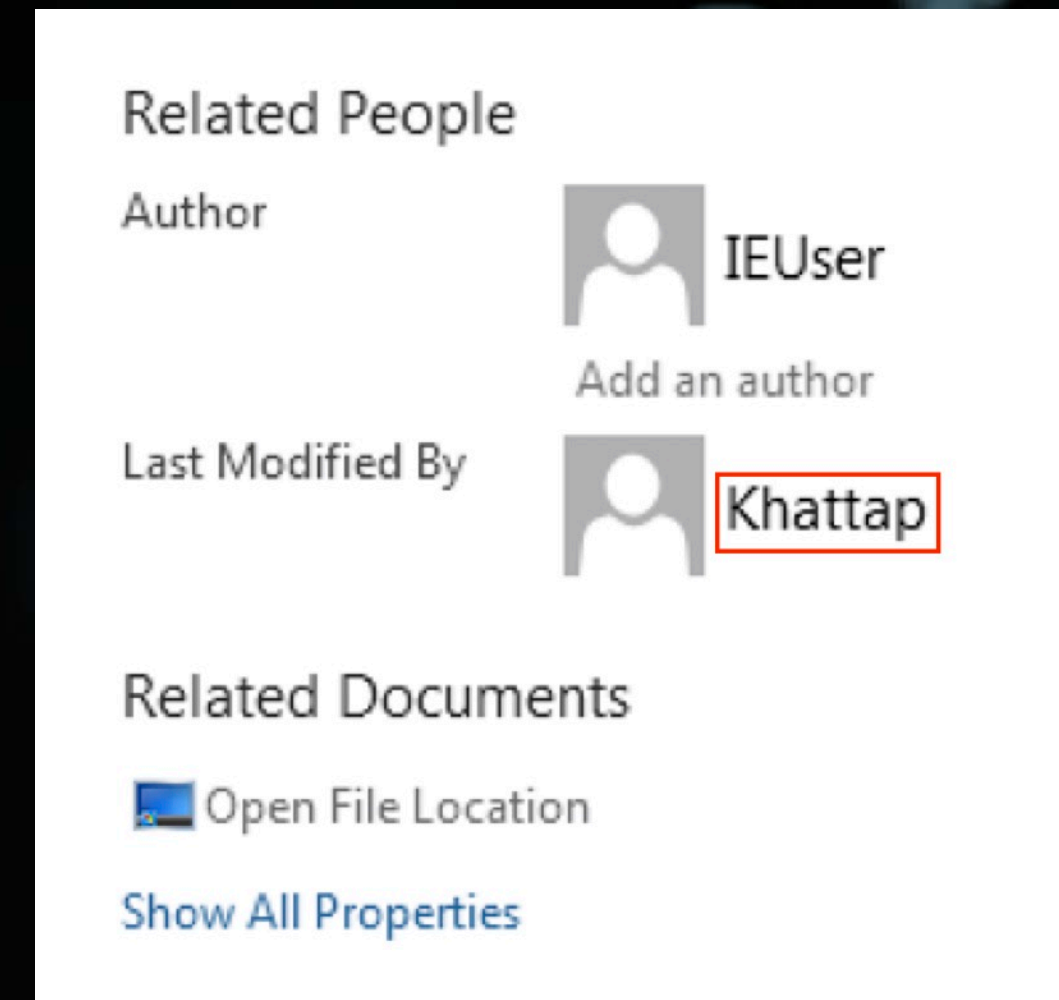 Related People
Author
IEUser
Add an author
Last Modified By
Khattap
Related Documents
Open File Location
Show All Properties